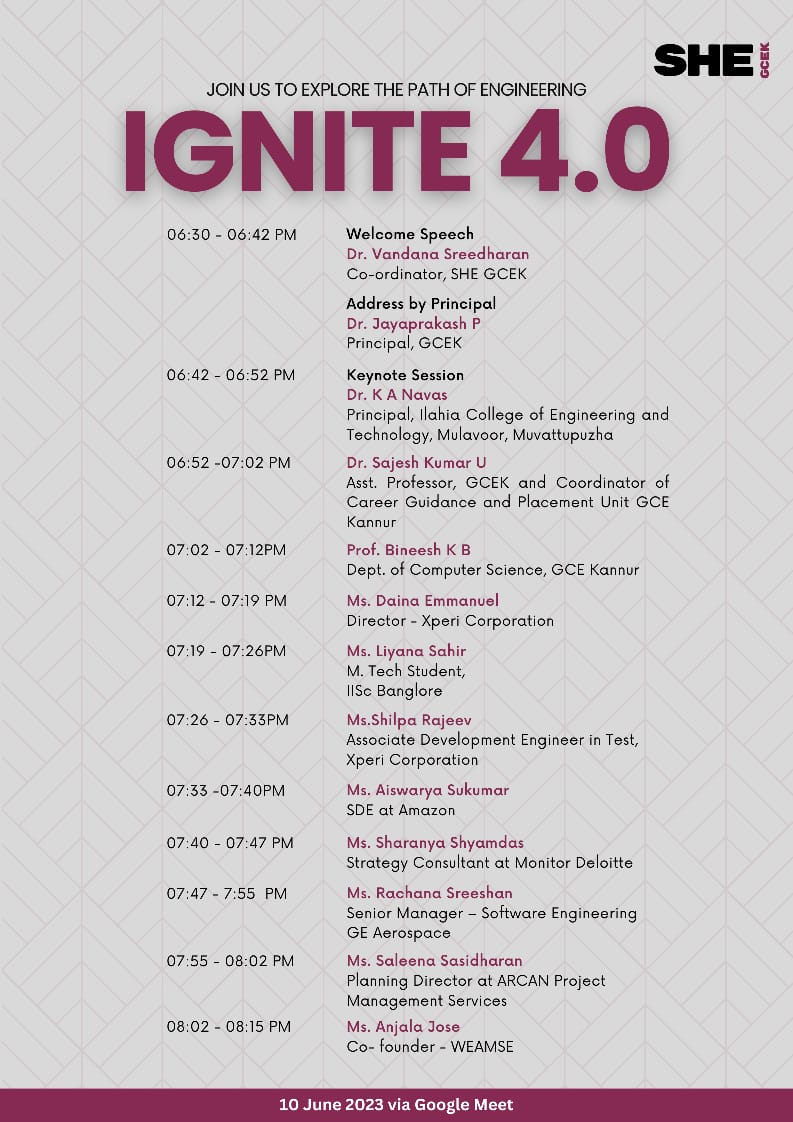 SHE GCEK
JOIN US TO EXPLORE THE PATH OF ENGINEERING
IGNITE 4.0
06:30 - 06:42 PM Welcome Speech
Dr. Vandana Sreedharan
Co-ordinator, SHE GCEK
Address by Principal
Dr. Jayaprakash P
Principal, GCEK
06:42 - 06:52 PM Keynote Session
Dr. K A Navas
Principal, Ilahia College of Engineering and
Technology, Mulavoor, Muvattupuzha
06:52 -07:02 PM Dr. Sajesh Kumar U
Asst. Professor, GCEK and Coordinator of
Career Guidance and Placement Unit GCE
Kannur
07:02 - 07:12PM Prof. Bineesh K B
Dept. of Computer Science, GCE Kannur
07:12 - 07:19 PM Ms. Daina Emmanuel
Director - Xperi Corporation
07:19 - 07:26PM Ms. Liyana Sahir
M. Tech Student,
IISc Banglore
07:26 - 07:33PM Ms.Shilpa Rajeev
Associate Development Engineer in Test,
Xperi Corporation
07:33 -07:40PM Ms. Aiswarya Sukumar
SDE at Amazon
07:40 - 07:47 PM Ms. Sharanya Shyamdas
Strategy Consultant at Monitor Deloitte
07:47 - 7:55 PM Ms. Rachana Sreeshan
Senior Manager – Software Engineering
GE Aerospace
07:55 - 08:02 PM Ms. Saleena Sasidharan
Planning Director at ARCAN Project
Management Services
08:02 - 08:15 PM Ms. Anjala Jose
Co- founder - WEAMSE
10 June 2023 via Google Meet